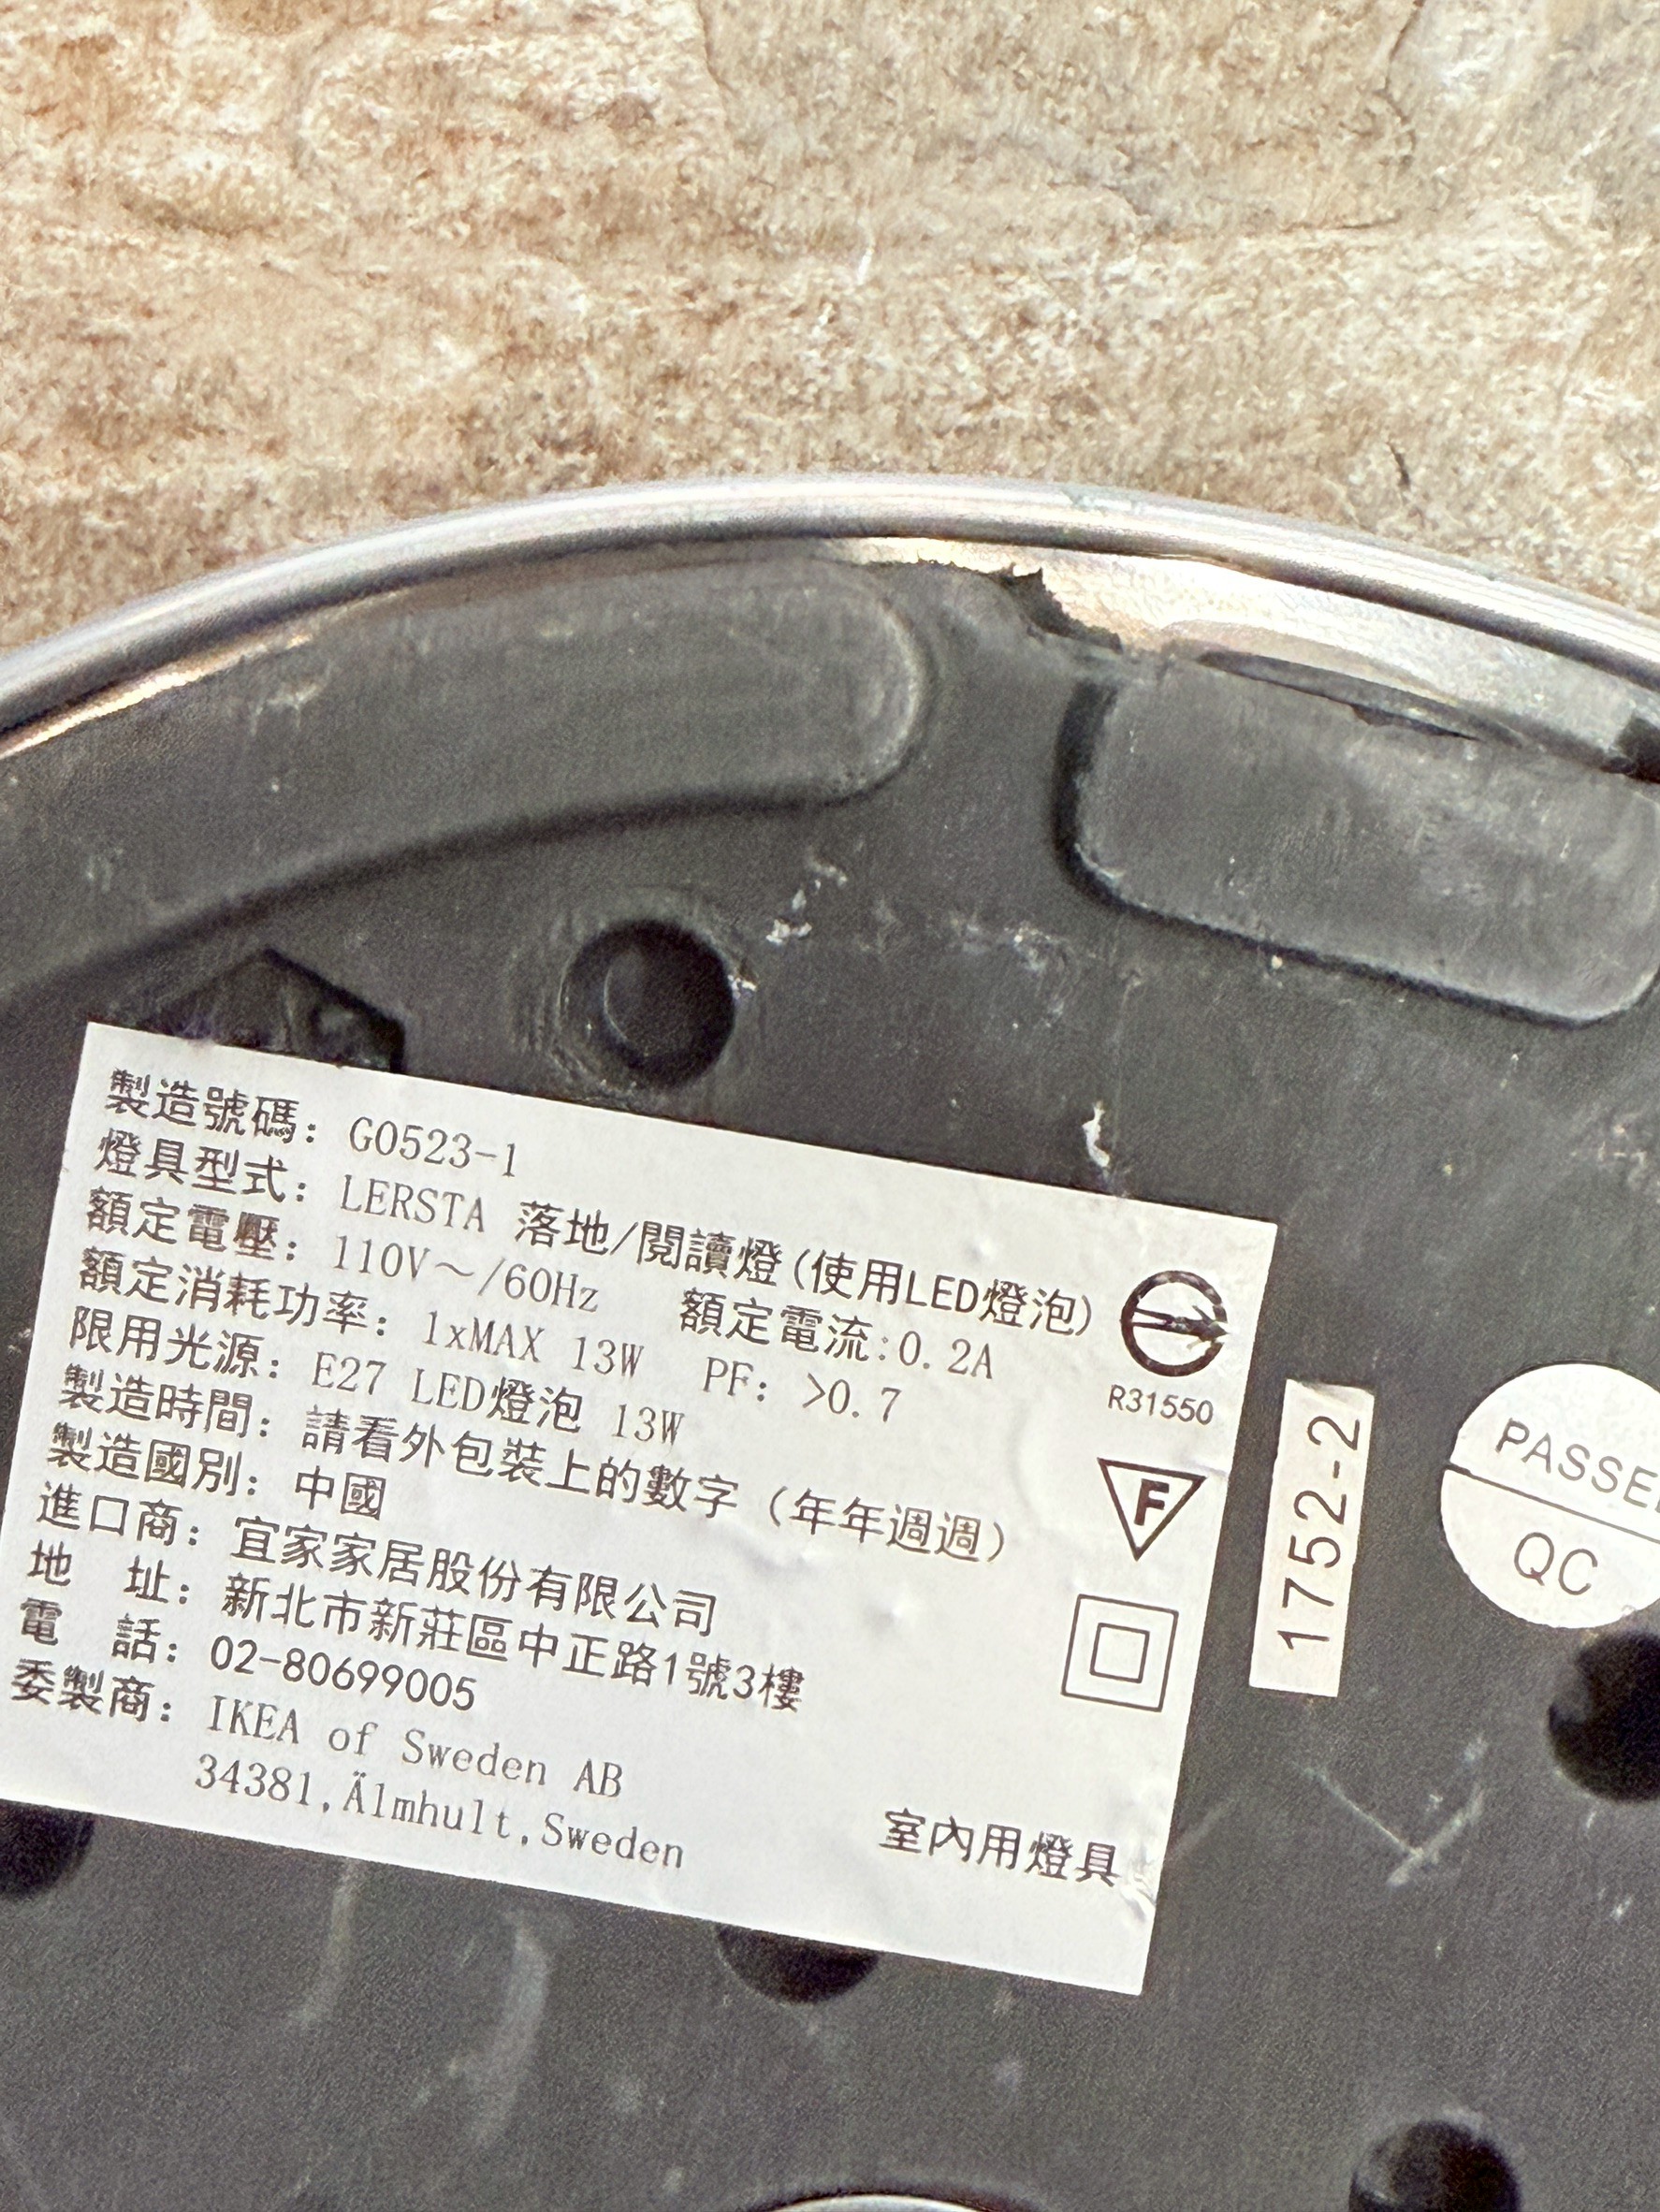 製造號碼: G0523-1
燈具型式: LERSTA 落地/閱讀燈(使用LED燈泡)
額定電壓: 110V～/60Hz 額定電流:0.2A
額定消耗功率: 1xMAX 13W PF: >0.7
限用光源: E27 LED燈泡 13W
製造時間: 請看外包裝上的數字 (年年週週)
製造國別: 中國
進口商: 宜家家居股份有限公司
地 址: 新北市新莊區中正路1號3樓
電 話: 02-80699005
委製商: IKEA of Sweden AB
34381,Älmhult,Sweden
室內用燈具
R31550
F
1752-2
PASSE
QC